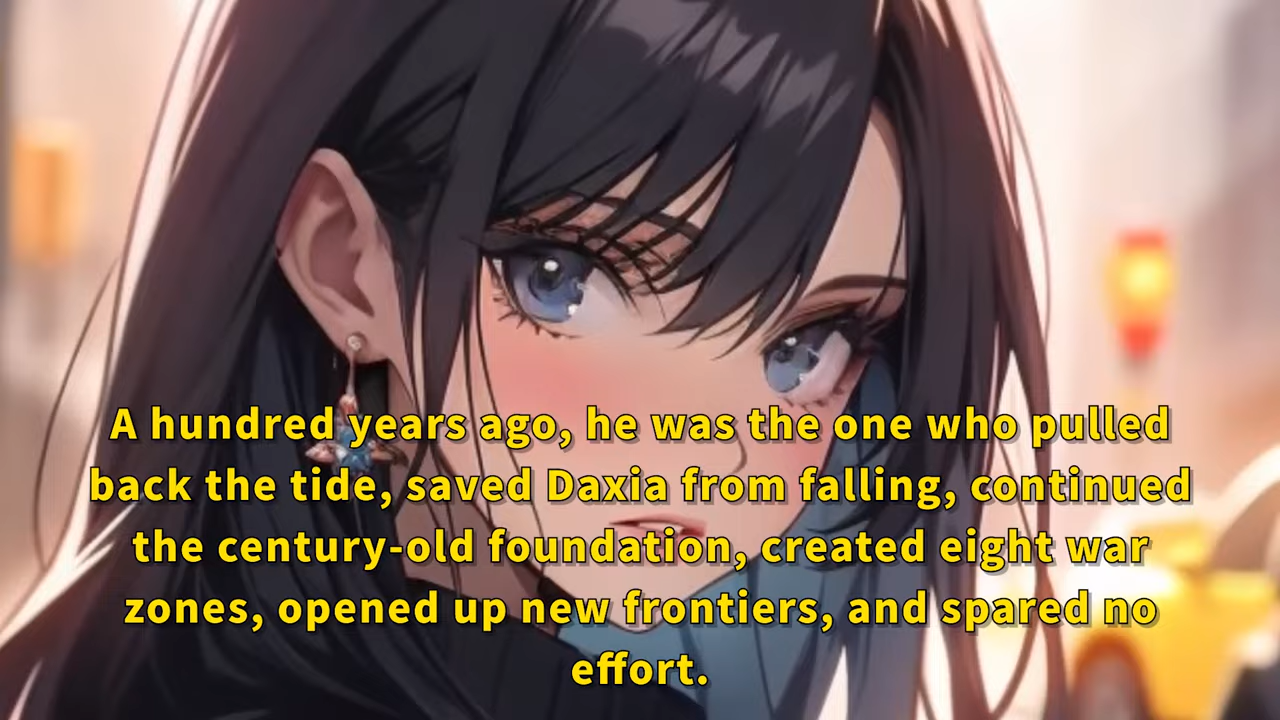 A hundred years ago, he was the one who pulled
back the tide, saved Daxia from falling, continued
the century-old foundation, created eight war
zones, opened up new frontiers, and spared no
effort.